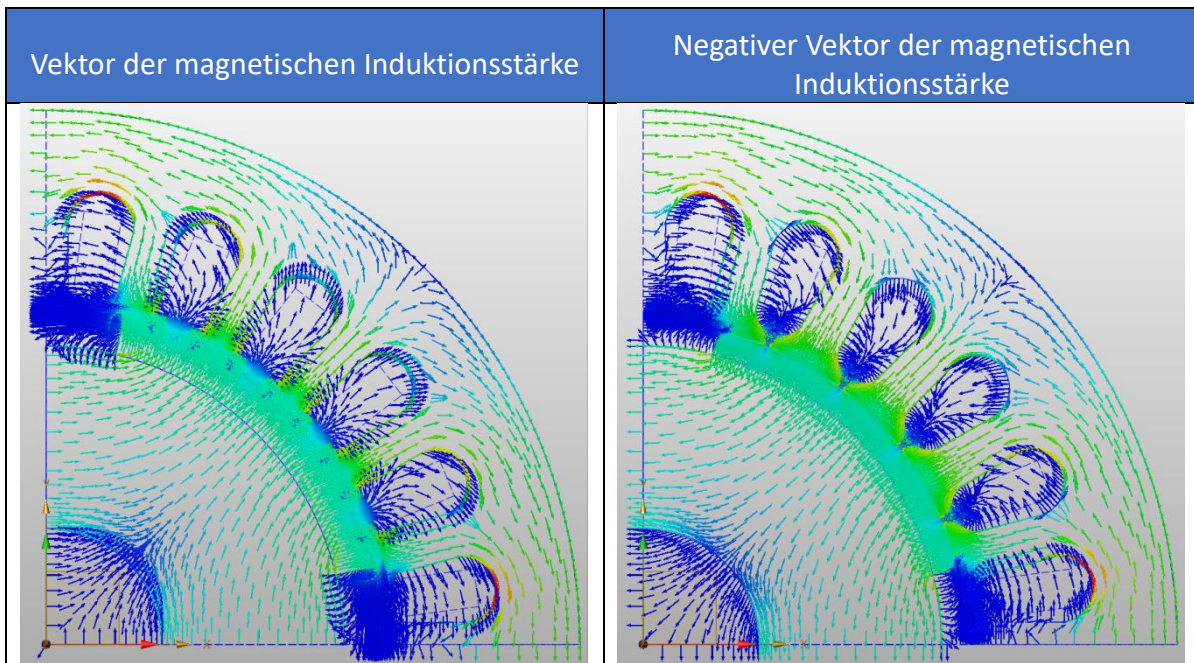 Vektor der magnetischen Induktionsstärke
Negativer Vektor der magnetischen
Induktionsstärke